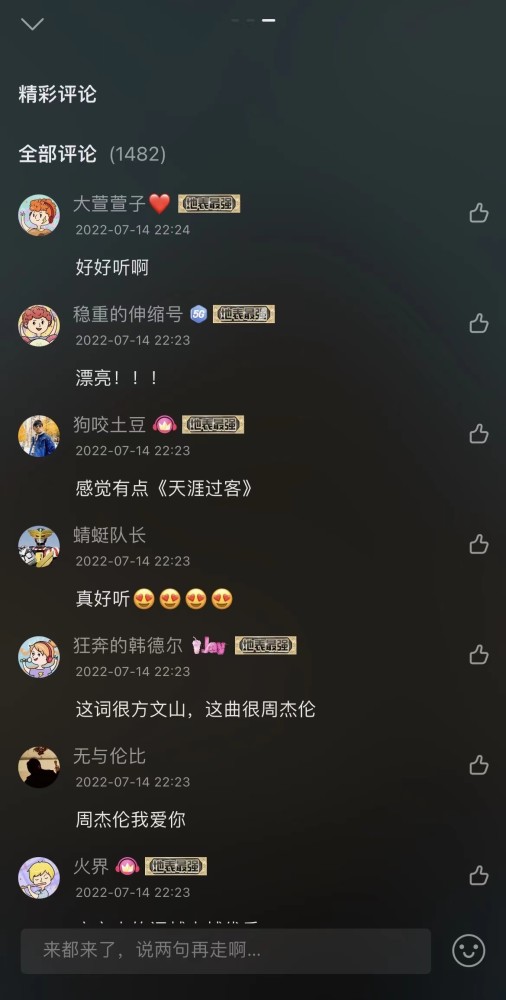 精彩评论
全部评论 (1482)
大萱萱子❤️ 地表最强
2022-07-14 22:24
好好听啊
稳重的伸缩号 5G 地表最强
2022-07-14 22:23
漂亮！！！
狗咬土豆 地表最强
2022-07-14 22:23
感觉有点《天涯过客》
蜻蜓队长
2022-07-14 22:23
真好听😍😍😍😍
狂奔的韩德尔 Jay 地表最强
2022-07-14 22:23
这词很方文山，这曲很周杰伦
无与伦比
2022-07-14 22:23
周杰伦我爱你
火界 地表最强
2022-07-14 22:23
来都来了，说两句再走啊...